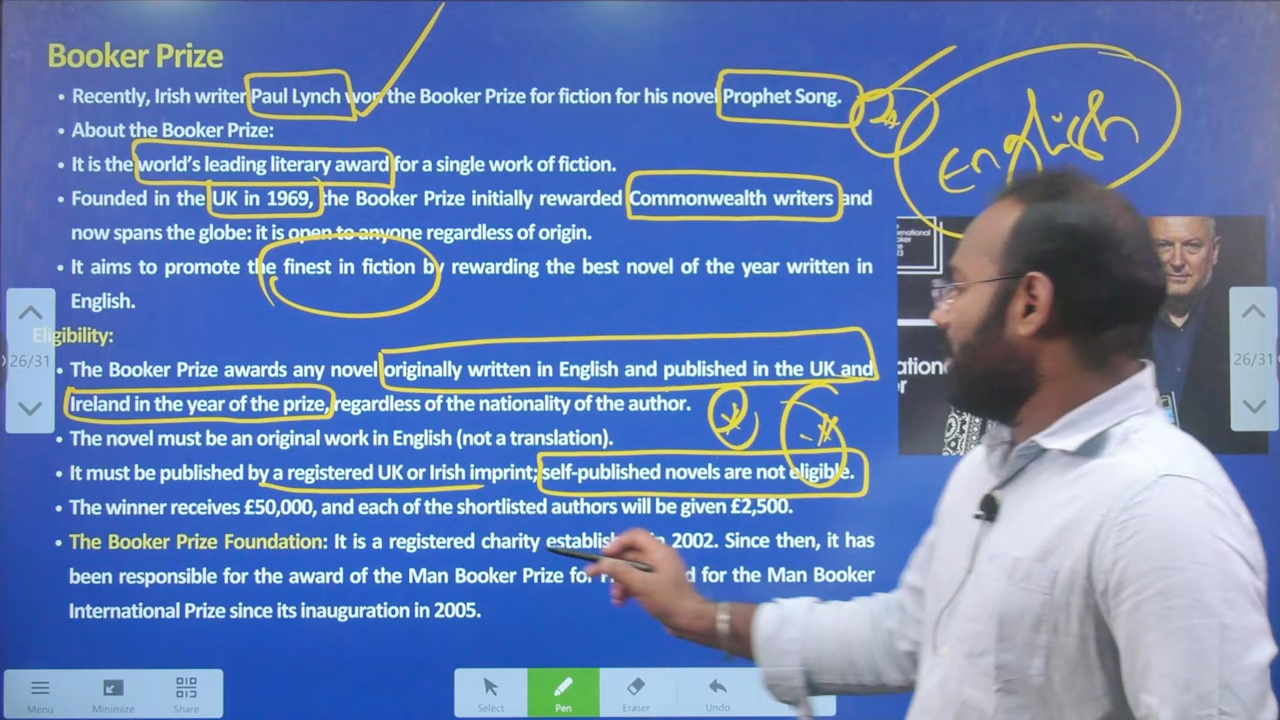 Booker Prize
• Recently, Irish writer Paul Lynch won the Booker Prize for fiction for his novel Prophet Song.
English
• About the Booker Prize:
• It is the world's leading literary award for a single work of fiction.
• Founded in the UK in 1969, the Booker Prize initially rewarded Commonwealth writers and
now spans the globe: it is open to anyone regardless of origin.
• It aims to promote the finest in fiction by rewarding the best novel of the year written in
English.
Eligibility:
26/31
26/31
• The Booker Prize awards any novel originally written in English and published in the UK and
Ireland in the year of the prize, regardless of the nationality of the author.
• The novel must be an original work in English (not a translation).
• It must be published by a registered UK or Irish imprint; self-published novels are not eligible.
• The winner receives £50,000, and each of the shortlisted authors will be given £2,500.
• The Booker Prize Foundation: It is a registered charity in 2002. Since then, it has
been responsible for the award of the Man Booker Prize for for the Man Booker
International Prize since its inauguration in 2005.
Menu
Minimize
Share
Select
Pen
Eraser
Undo